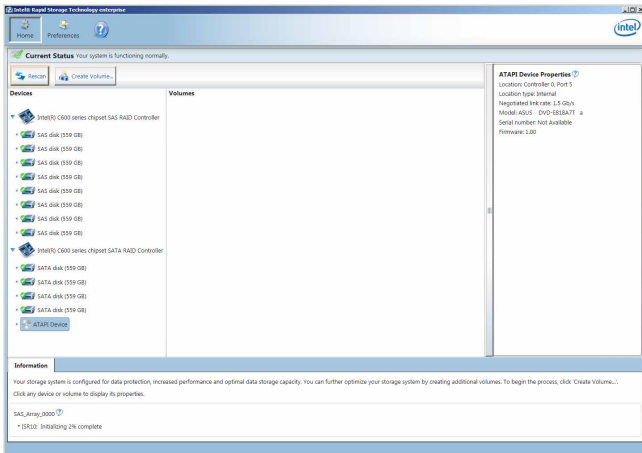 Intel® Rapid Storage Technology enterprise
Home
Preferences
intel
Current Status Your system is functioning normally.
Rescan
Create Volume...
Devices
Volumes
Intel(R) C600 series chipset SAS RAID Controller
SAS disk (559 GB)
SAS disk (559 GB)
SAS disk (559 GB)
SAS disk (559 GB)
SAS disk (559 GB)
SAS disk (559 GB)
SAS disk (559 GB)
SAS disk (559 GB)
Intel(R) C600 series chipset SATA RAID Controller
SATA disk (559 GB)
SATA disk (559 GB)
SATA disk (559 GB)
SATA disk (559 GB)
ATAPI Device
ATAPI Device Properties
Location: Controller 0, Port 5
Location type: Internal
Negotiated link rate: 1.5 Gb/s
Model: ASUS DVD-E818A7T a
Serial number: Not Available
Firmware: 1.00
Information
Your storage system is configured for data protection, increased performance and optimal data storage capacity. You can further optimize your storage system by creating additional volumes. To begin the process, click 'Create Volume...'.
Click any device or volume to display its properties.
SAS_Array_0000
• ISR10: Initializing 2% complete